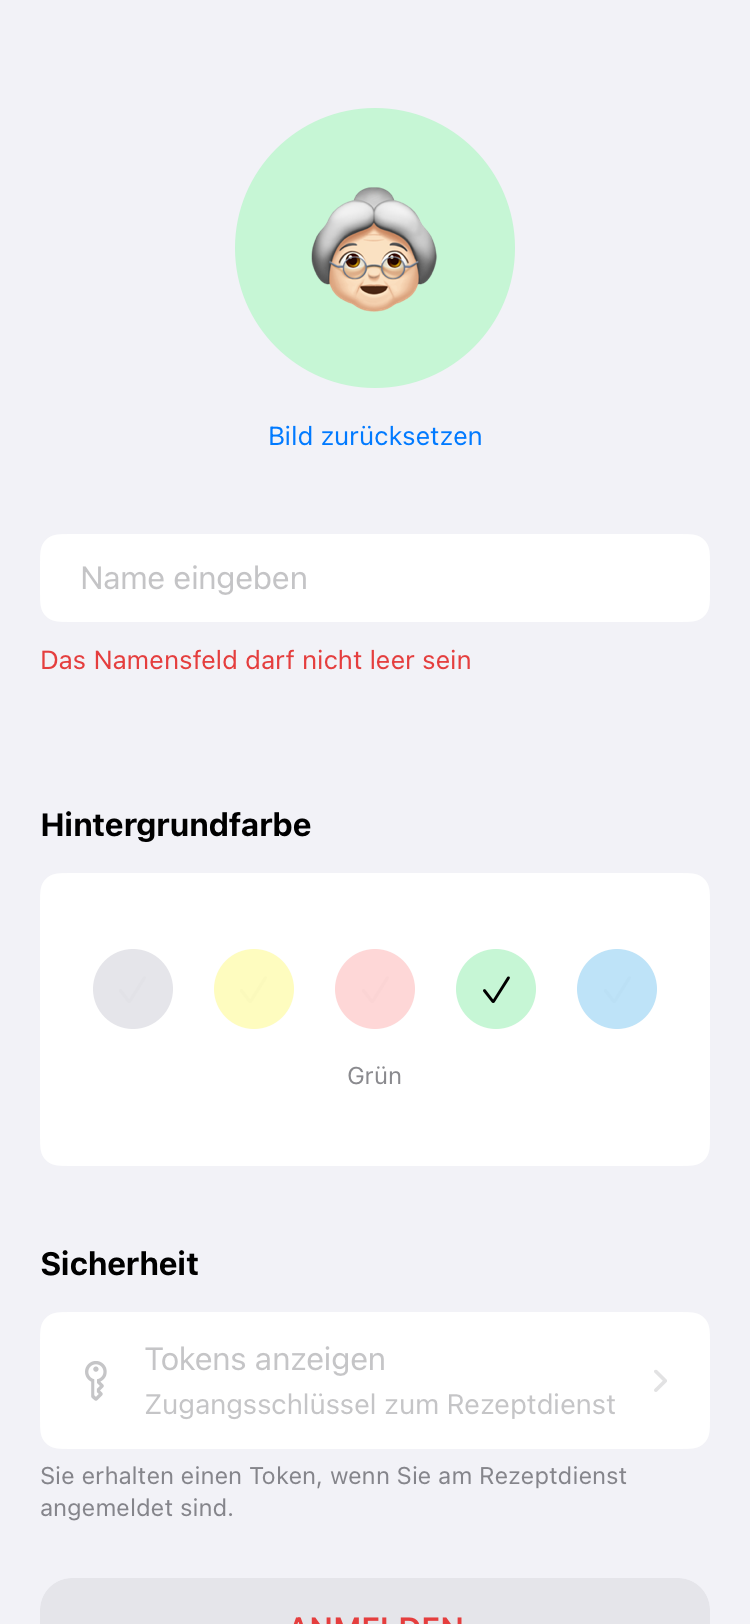 Bild zurücksetzen
Name eingeben
Das Namensfeld darf nicht leer sein
Hintergrundfarbe
Grün
Sicherheit
Tokens anzeigen
Zugangsschlüssel zum Rezeptdienst
Sie erhalten einen Token, wenn Sie am Rezeptdienst
angemeldet sind.
ANMELDEN